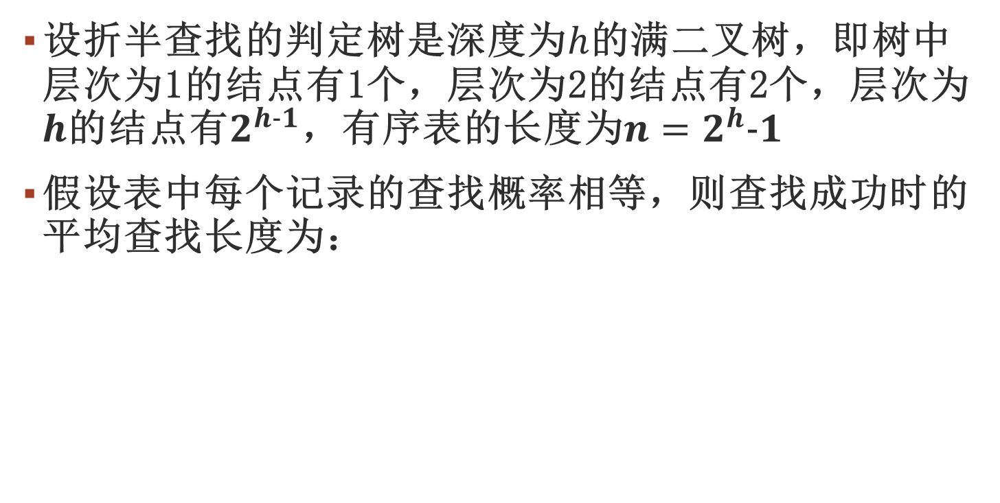 ▪设折半查找的判定树是深度为h的满二叉树，即树中
层次为1的结点有1个，层次为2的结点有2个，层次为
h的结点有2^{h-1}，有序表的长度为n = 2^h-1
▪假设表中每个记录的查找概率相等，则查找成功时的
平均查找长度为：